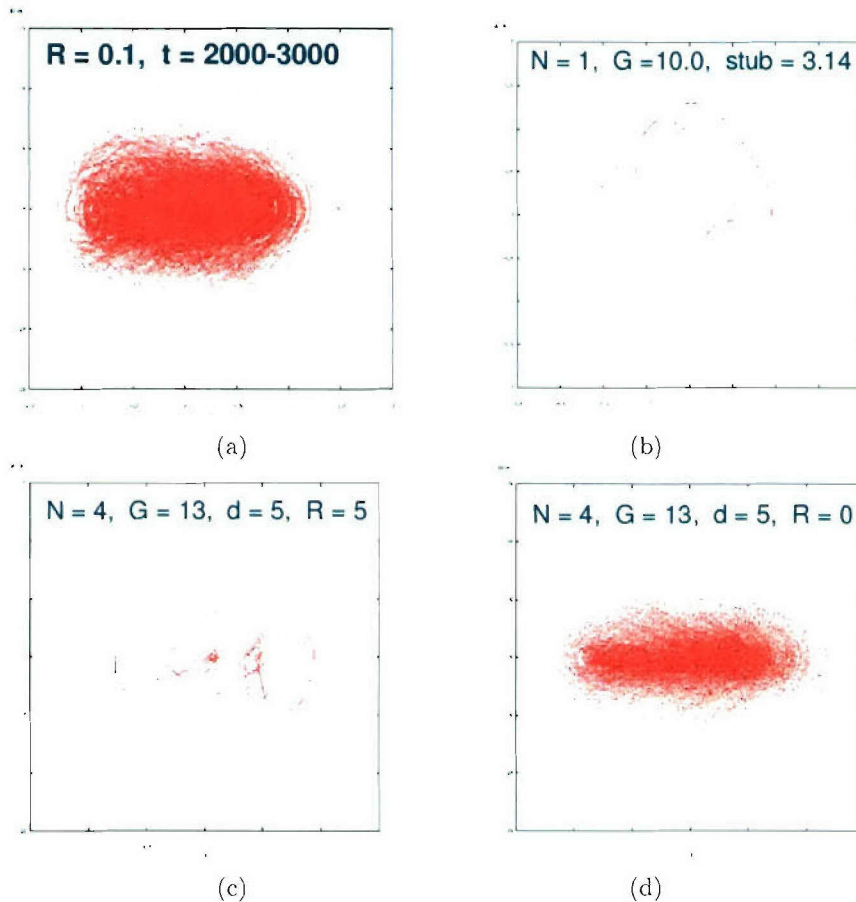 R = 0.1, t = 2000-3000
N = 1, G =10.0, stub = 3.14
(a)
(b)
N = 4, G = 13, d = 5, R = 5
N = 4, G = 13, d = 5, R = 0
(c)
(d)